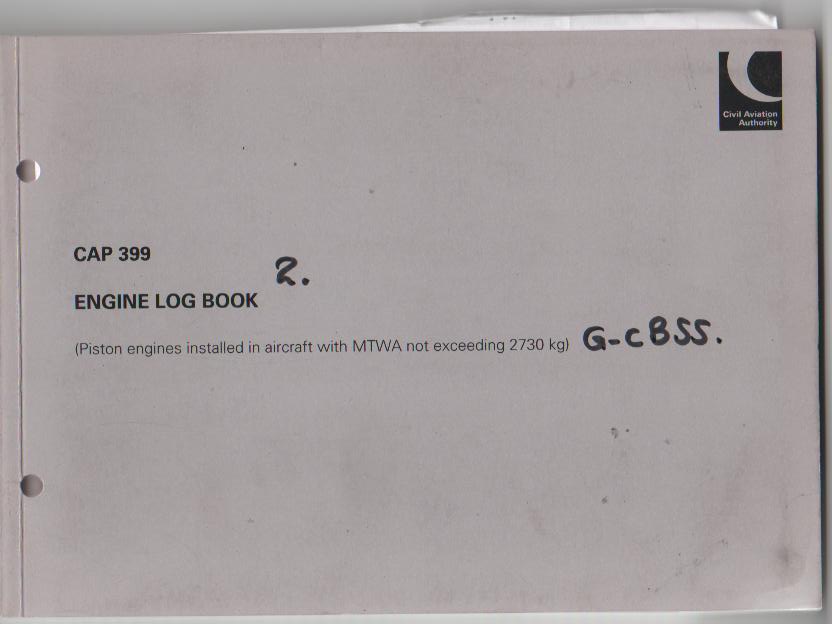 Civil Aviation
Authority
CAP 399
2.
ENGINE LOG BOOK
(Piston engines installed in aircraft with MTWA not exceeding 2730 kg) G-CBSS.